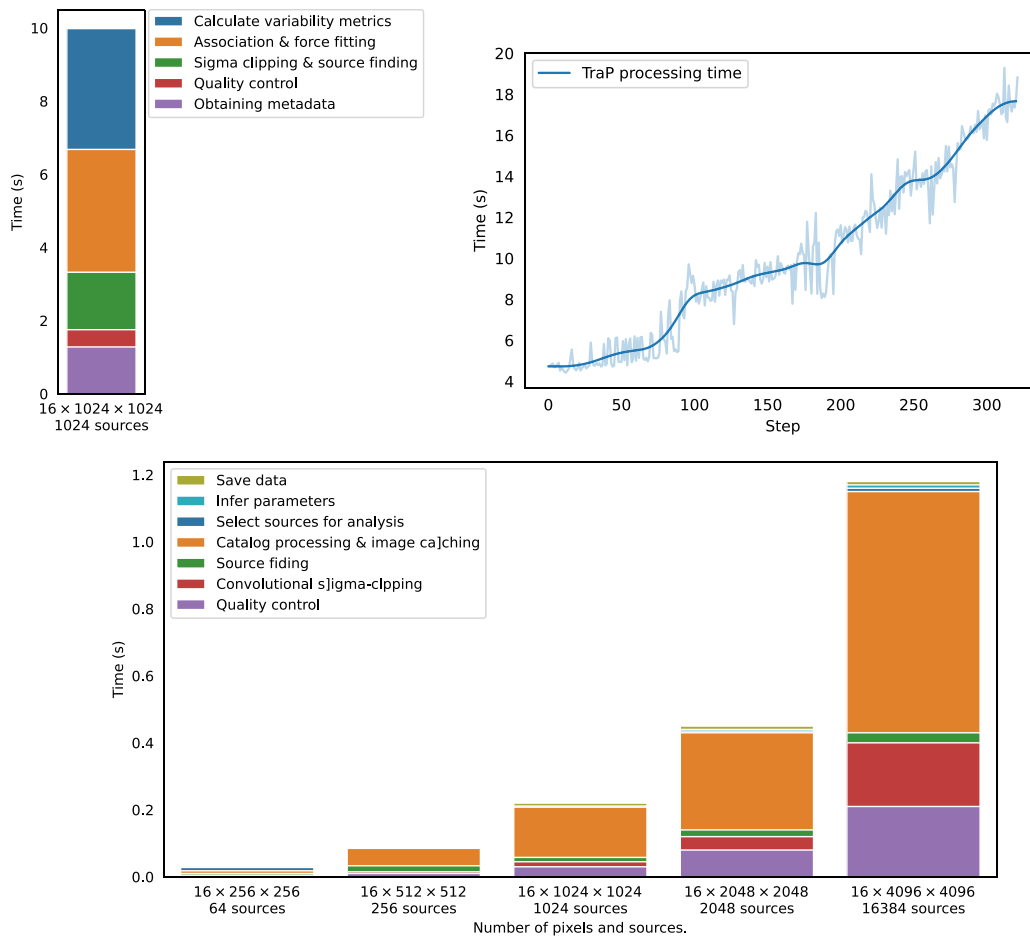 10
8
6
4
2
0
Time (s)
16 × 1024 × 1024
1024 sources
Calculate variability metrics
Association & force fitting
Sigma clipping & source finding
Quality control
Obtaining metadata
20
18
16
14
12
10
8
6
4
Time (s)
TraP processing time
0 50 100 150 200 250 300
Step
1.2
1.0
0.8
0.6
0.4
0.2
0.0
Time (s)
Save data
Infer parameters
Select sources for analysis
Catalog processing & image ca]ching
Source fiding
Convolutional s]igma-clpping
Quality control
16 × 256 × 256 16 × 512 × 512 16 × 1024 × 1024 16 × 2048 × 2048 16 × 4096 × 4096
64 sources 256 sources 1024 sources 2048 sources 16384 sources
Number of pixels and sources.